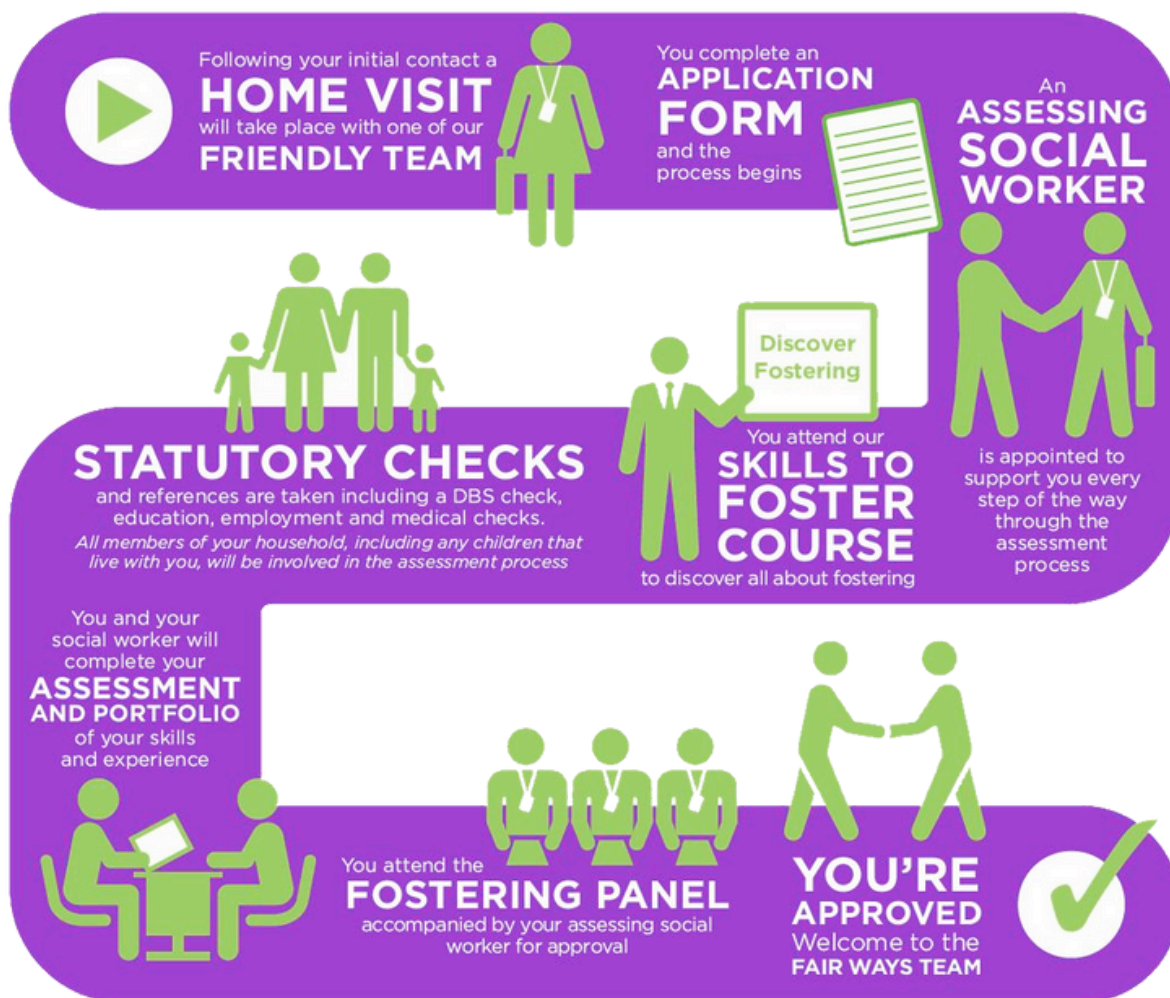 Following your initial contact a
HOME VISIT
will take place with one of our
FRIENDLY TEAM
You complete an
APPLICATION
FORM
and the
process begins
An
ASSESSING
SOCIAL
WORKER
is appointed to
support you every
step of the way
through the
assessment
process
Discover
Fostering
You attend our
SKILLS TO
FOSTER
COURSE
to discover all about fostering
STATUTORY CHECKS
and references are taken including a DBS check,
education, employment and medical checks.
All members of your household, including any children that
live with you, will be involved in the assessment process
You and your
social worker will
complete your
ASSESSMENT
AND PORTFOLIO
of your skills
and experience
You attend the
FOSTERING PANEL
accompanied by your assessing social
worker for approval
YOU'RE
APPROVED
Welcome to the
FAIR WAYS TEAM